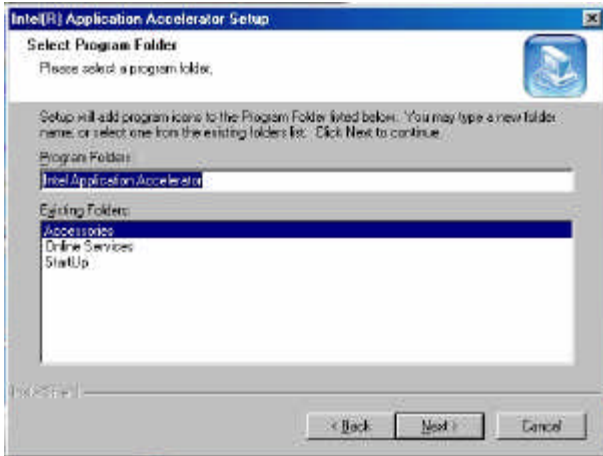 Intel(R) Application Accelerator Setup
Select Program Folder
Please select a program folder.
Setup will add program icons to the Program Folder listed below. You may type a new folder
name, or select one from the existing folders list. Click Next to continue.
Program Folders:
Intel Application Accelerator
Existing Folders:
Accessories
Online Services
StartUp
InstallShield
< Back
Next >
Cancel